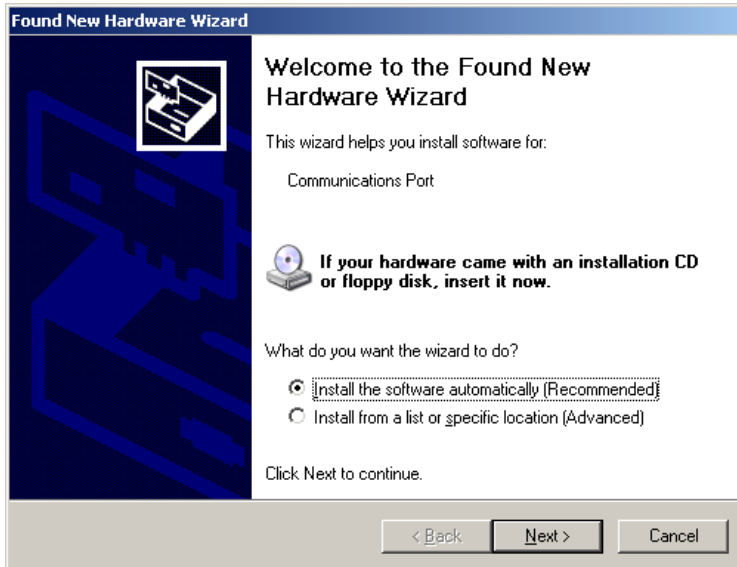 Found New Hardware Wizard
Welcome to the Found New
Hardware Wizard
This wizard helps you install software for:
Communications Port
If your hardware came with an installation CD
or floppy disk, insert it now.
What do you want the wizard to do?
Install the software automatically (Recommended)
Install from a list or specific location (Advanced)
Click Next to continue.
< Back Next > Cancel